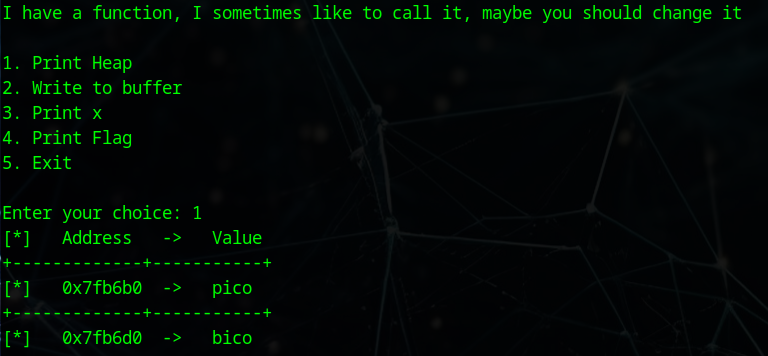 I have a function, I sometimes like to call it, maybe you should change it
1. Print Heap
2. Write to buffer
3. Print x
4. Print Flag
5. Exit
Enter your choice: 1
[*]   Address   ->   Value
+-------------+-----------+
[*]   0x7fb6b0  ->   pico
+-------------+-----------+
[*]   0x7fb6d0  ->   bico